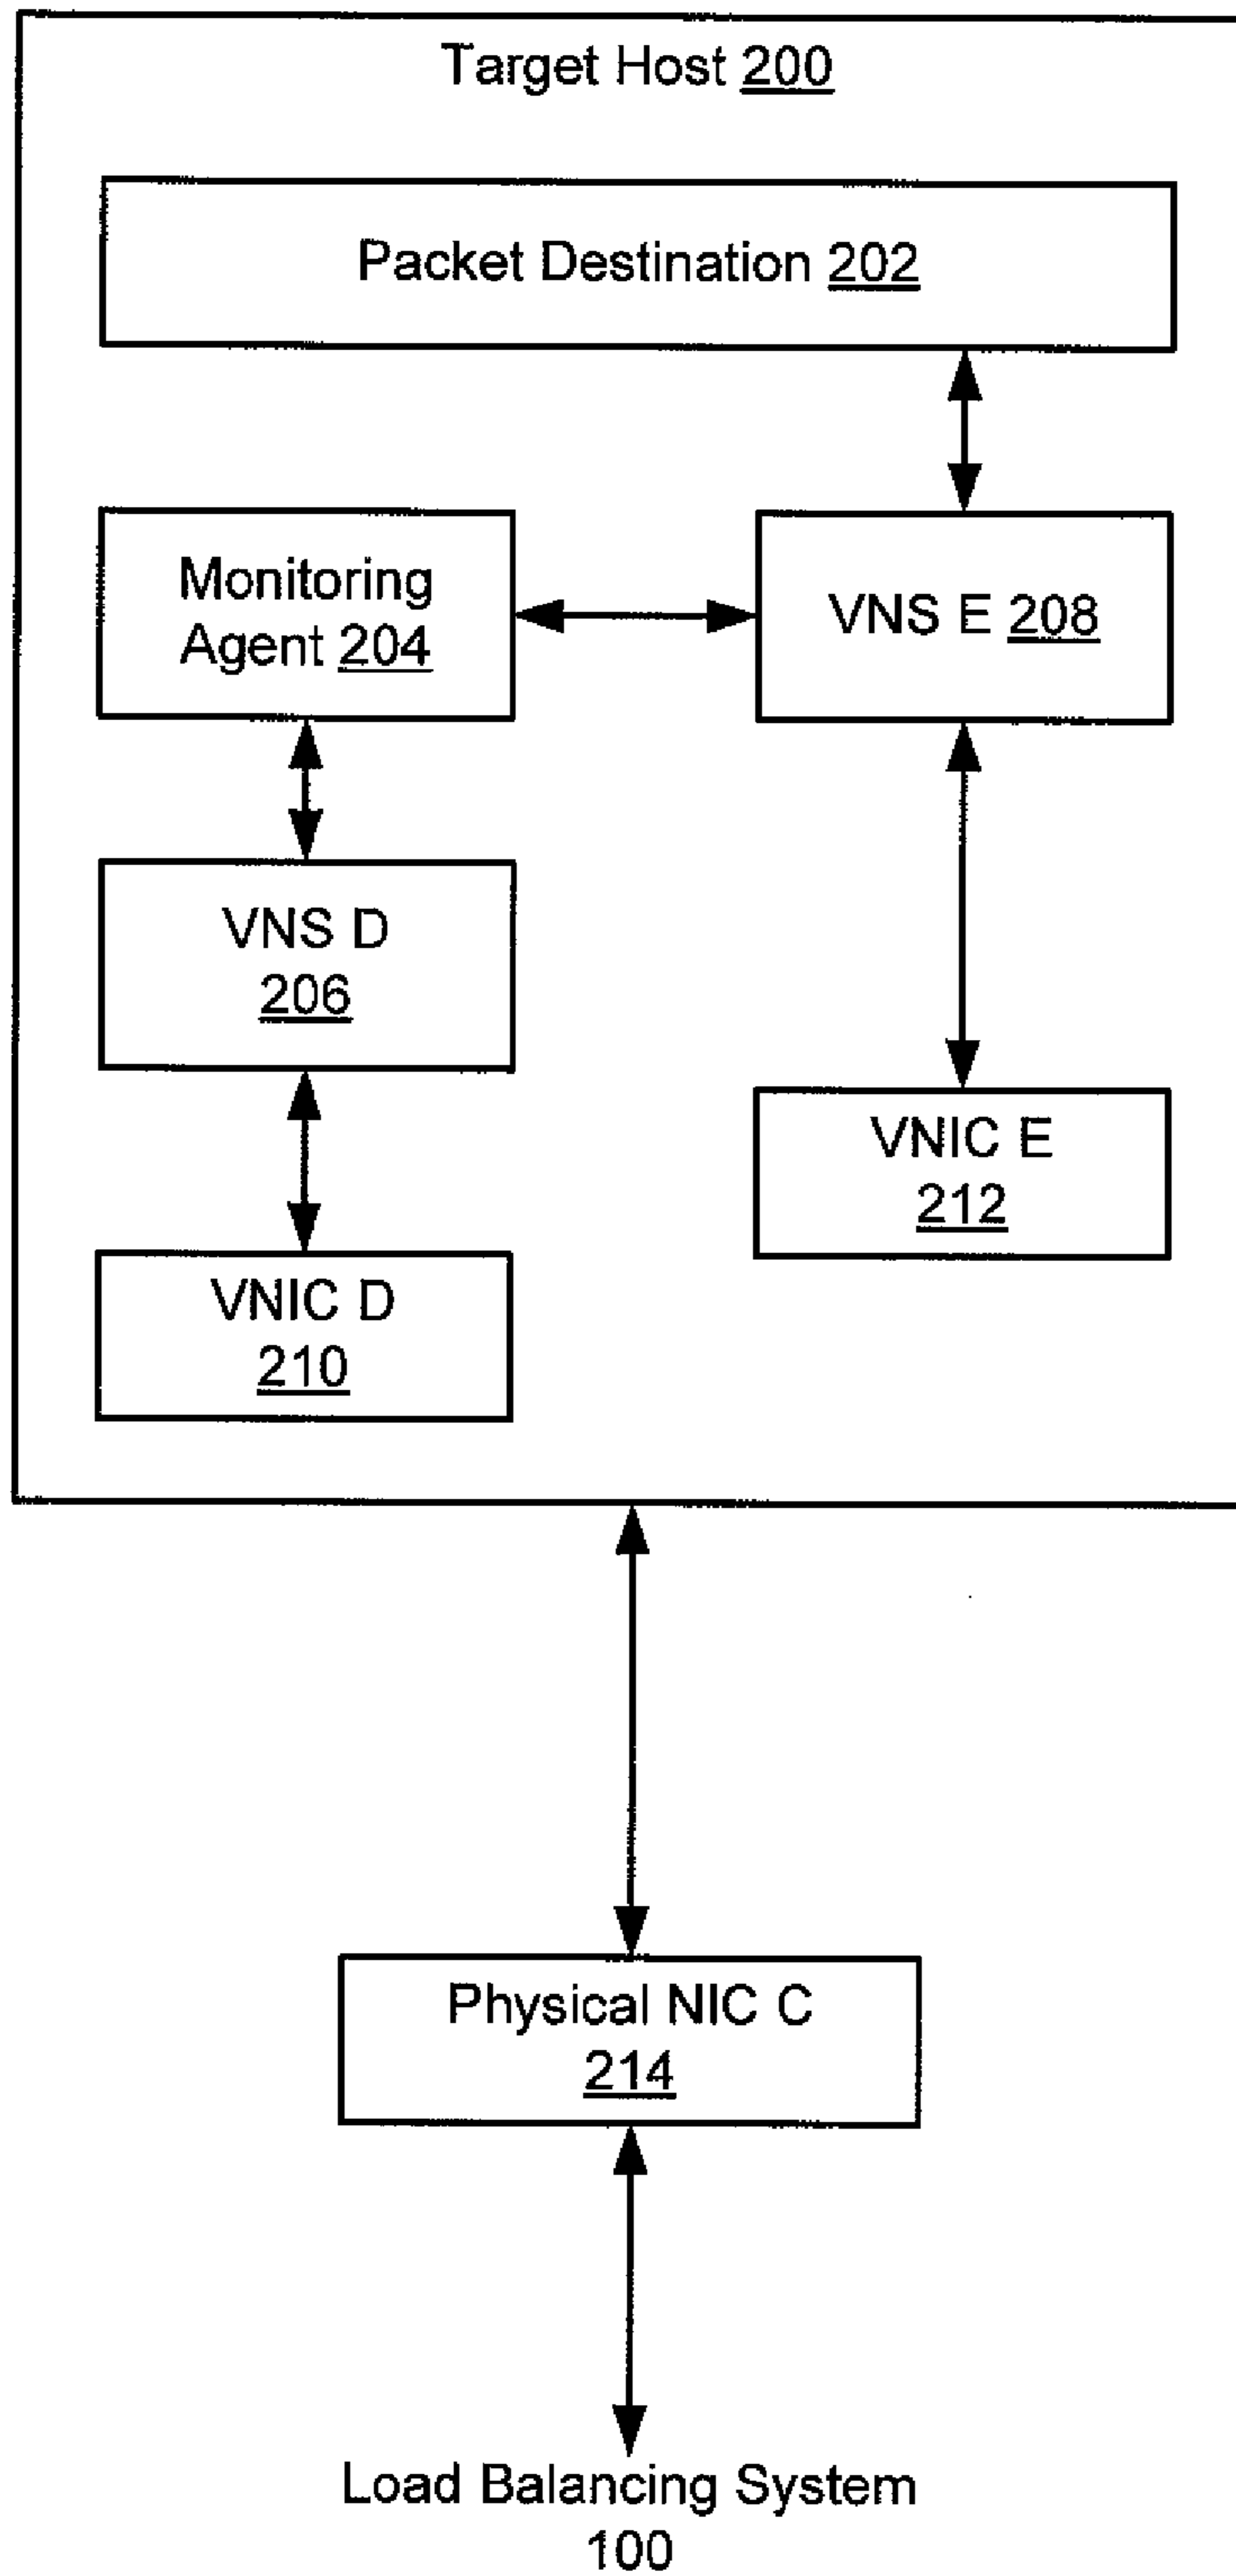 Target Host 200
Packet Destination 202
Monitoring
Agent 204
VNS E 208
VNS D
206
VNIC E
212
VNIC D
210
Physical NIC C
214
Load Balancing System
100